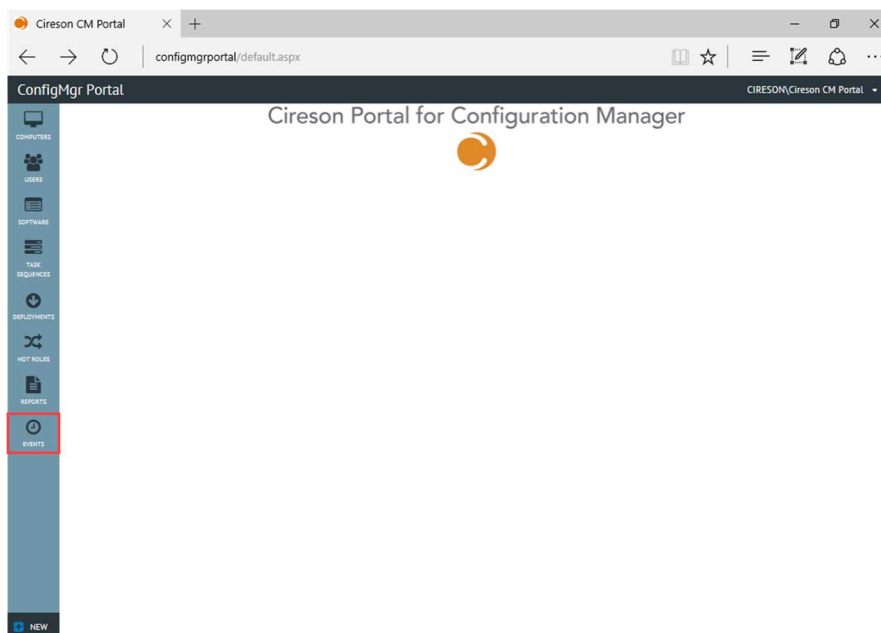 Cireson CM Portal
configmgrportal/default.aspx
ConfigMgr Portal
CIRESON\Cireson CM Portal
COMPUTERS
USERS
SOFTWARE
TASK
SEQUENCES
DEPLOYMENTS
MDT ROLES
REPORTS
EVENTS
NEW
Cireson Portal for Configuration Manager